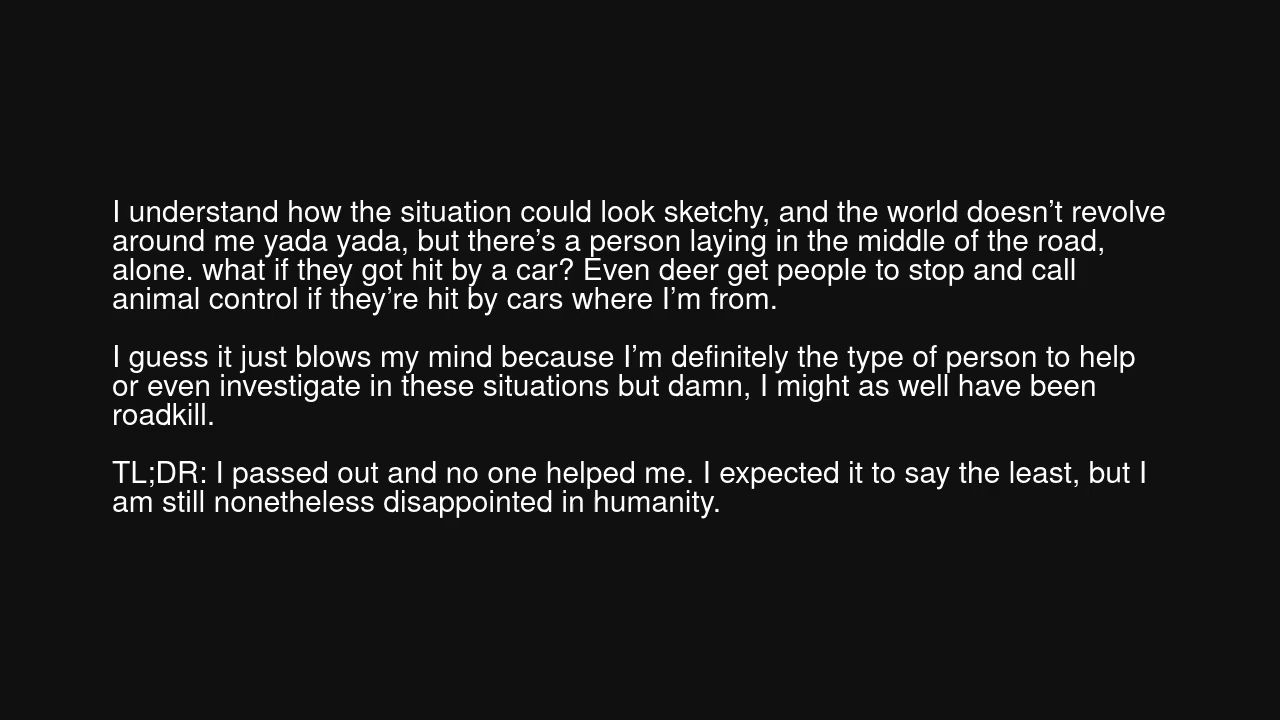 I understand how the situation could look sketchy, and the world doesn’t revolve
around me yada yada, but there’s a person laying in the middle of the road,
alone. what if they got hit by a car? Even deer get people to stop and call
animal control if they’re hit by cars where I’m from.
I guess it just blows my mind because I’m definitely the type of person to help
or even investigate in these situations but damn, I might as well have been
roadkill.
TL;DR: I passed out and no one helped me. I expected it to say the least, but I
am still nonetheless disappointed in humanity.